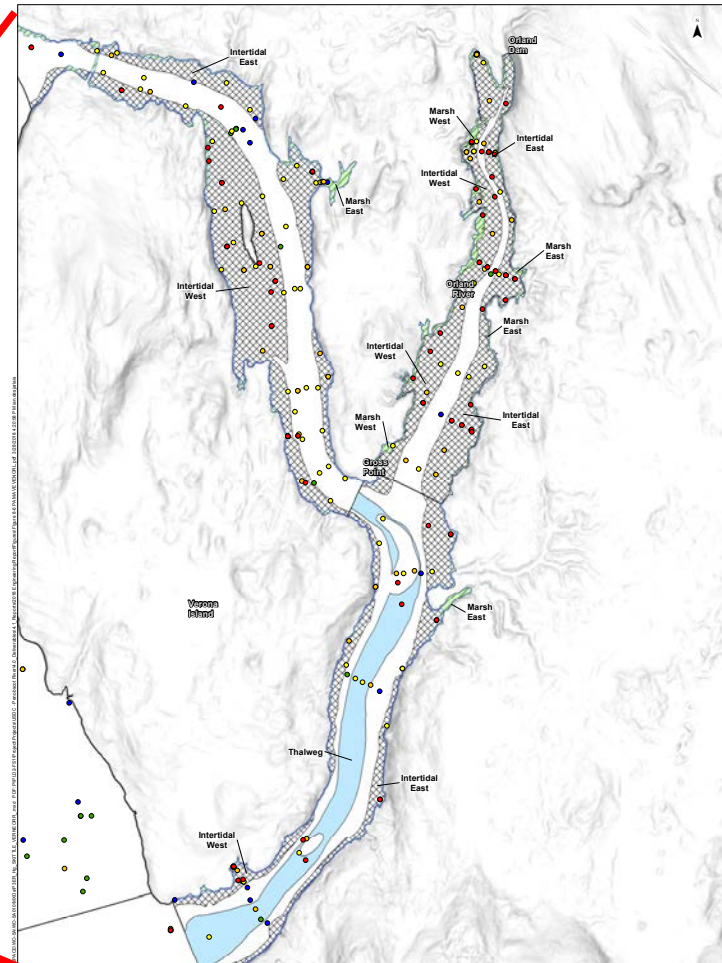 N
Orland
Dam
Intertidal
East
Marsh
West
Intertidal
East
Intertidal
West
Marsh
East
Marsh
East
Intertidal
West
Orland
River
Marsh
East
Intertidal
West
Marsh
West
Intertidal
East
Gross
Point
Verona
Island
Marsh
East
Thalweg
Intertidal
East
Intertidal
West